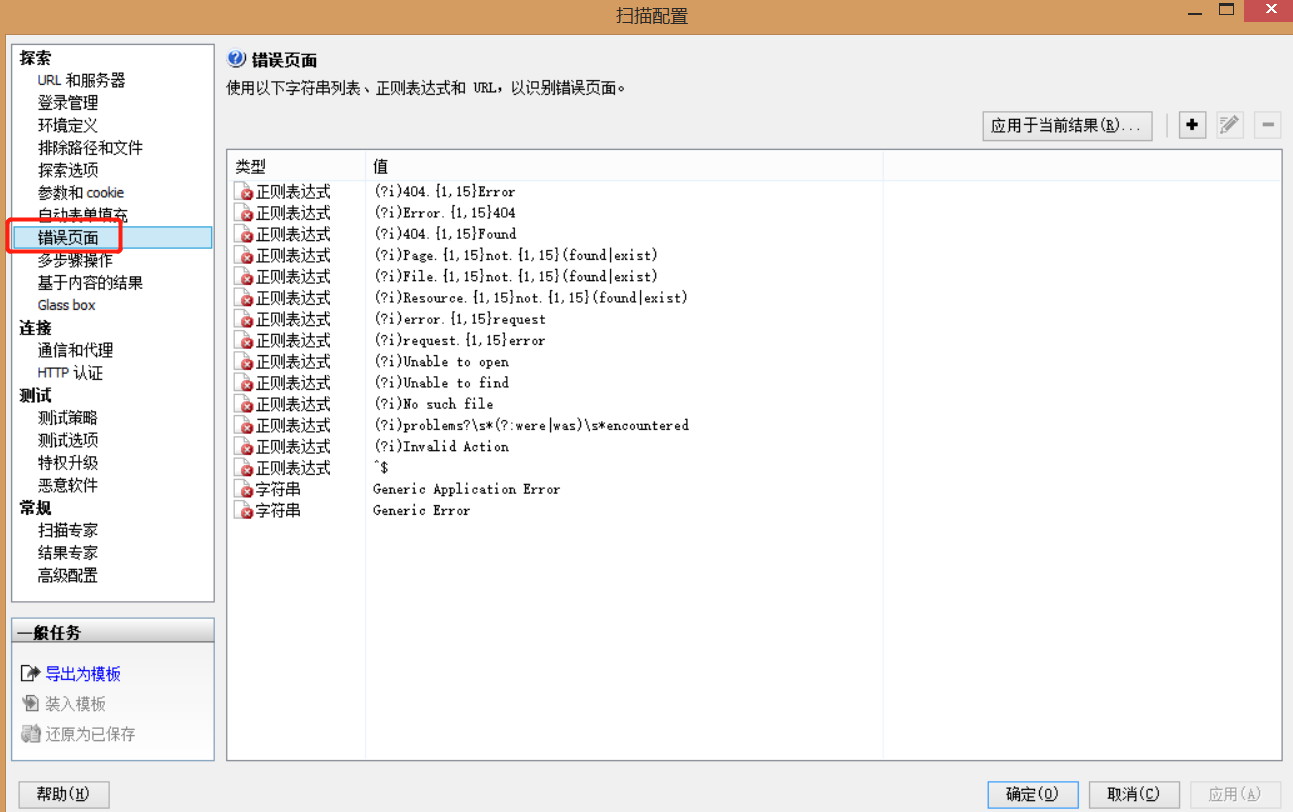 扫描配置
探索
URL 和服务器
登录管理
环境定义
排除路径和文件
探索选项
参数和 cookie
自动表单填充
错误页面
多步骤操作
基于内容的结果
Glass box
连接
通信和代理
HTTP 认证
测试
测试策略
测试选项
特权升级
恶意软件
常规
扫描专家
结果专家
高级配置
一般任务
导出为模板
装入模板
还原为已保存
错误页面
使用以下字符串列表、正则表达式和 URL，以识别错误页面。
应用于当前结果(R)...
类型 值
正则表达式 (?i)404.{1,15}Error
正则表达式 (?i)Error.{1,15}404
正则表达式 (?i)404.{1,15}Found
正则表达式 (?i)Page.{1,15}not.{1,15}(found|exist)
正则表达式 (?i)File.{1,15}not.{1,15}(found|exist)
正则表达式 (?i)Resource.{1,15}not.{1,15}(found|exist)
正则表达式 (?i)error.{1,15}request
正则表达式 (?i)request.{1,15}error
正则表达式 (?i)Unable to open
正则表达式 (?i)Unable to find
正则表达式 (?i)No such file
正则表达式 (?i)problems?\s*(?:were|was)\s*encountered
正则表达式 (?i)Invalid Action
正则表达式 ^$
字符串 Generic Application Error
字符串 Generic Error
帮助(H) 确定(O) 取消(C) 应用(A)